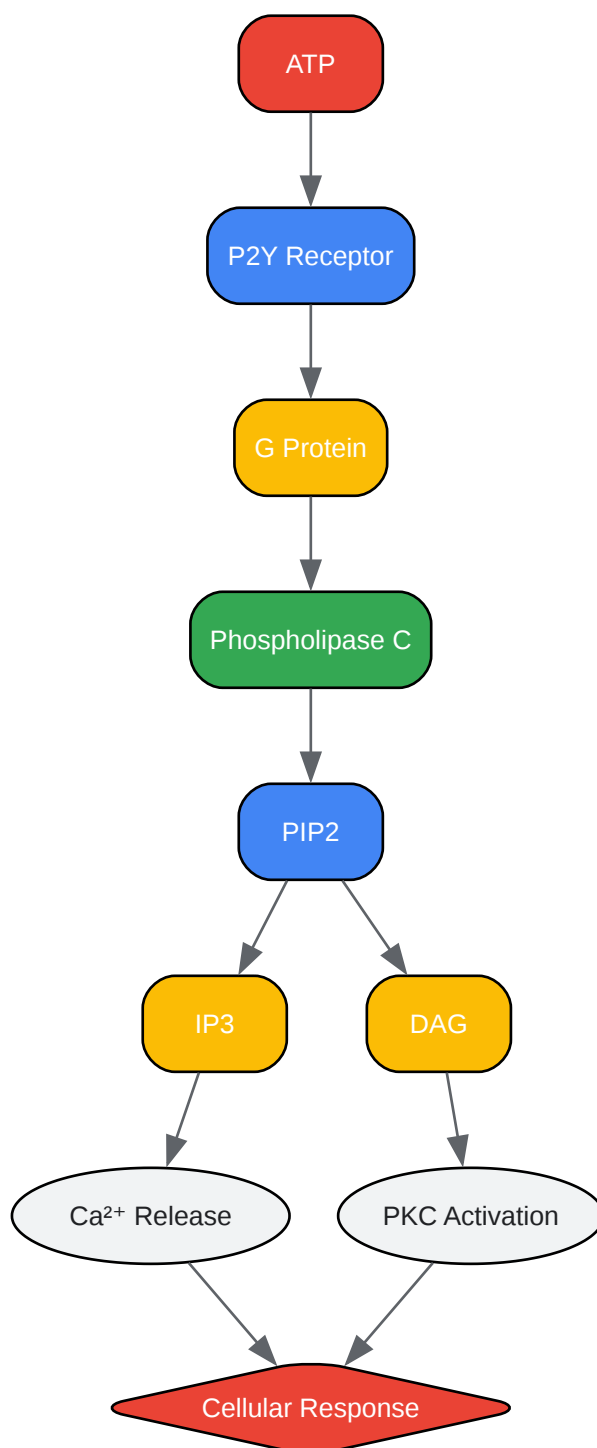 ATP
P2Y Receptor
G Protein
Phospholipase C
PIP2
IP3
DAG
Ca²⁺ Release
PKC Activation
Cellular Response